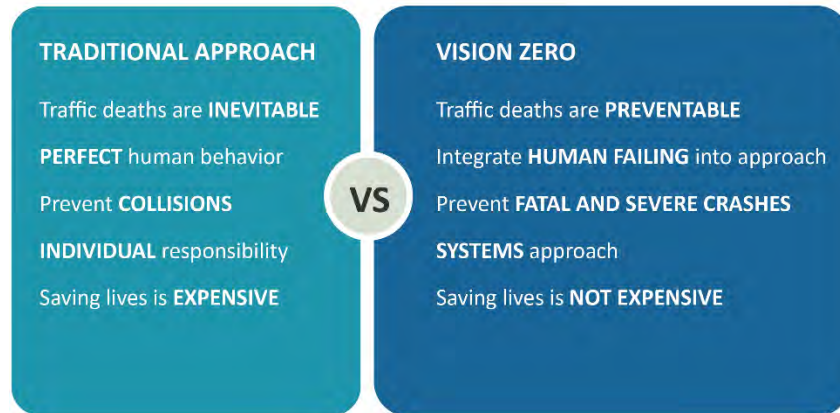 TRADITIONAL APPROACH
Traffic deaths are INEVITABLE
PERFECT human behavior
Prevent COLLISIONS
INDIVIDUAL responsibility
Saving lives is EXPENSIVE
VS
VISION ZERO
Traffic deaths are PREVENTABLE
Integrate HUMAN FAILING into approach
Prevent FATAL AND SEVERE CRASHES
SYSTEMS approach
Saving lives is NOT EXPENSIVE